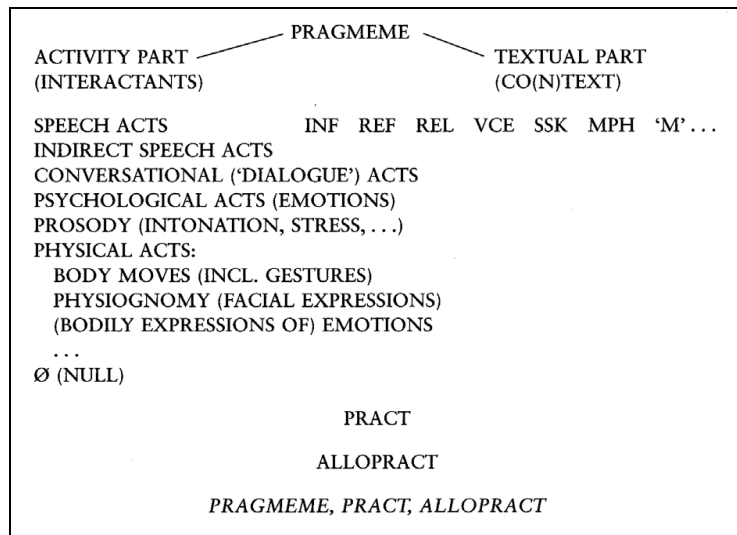 PRAGMEME
ACTIVITY PART TEXTUAL PART
(INTERACTANTS) (CO(N)TEXT)
SPEECH ACTS INF REF REL VCE SSK MPH ‘M’ . . .
INDIRECT SPEECH ACTS
CONVERSATIONAL (‘DIALOGUE’) ACTS
PSYCHOLOGICAL ACTS (EMOTIONS)
PROSODY (INTONATION, STRESS, . . .)
PHYSICAL ACTS:
BODY MOVES (INCL. GESTURES)
PHYSIOGNOMY (FACIAL EXPRESSIONS)
(BODILY EXPRESSIONS OF) EMOTIONS
. . .
Ø (NULL)
PRACT
ALLOPRACT
PRAGMEME, PRACT, ALLOPRACT